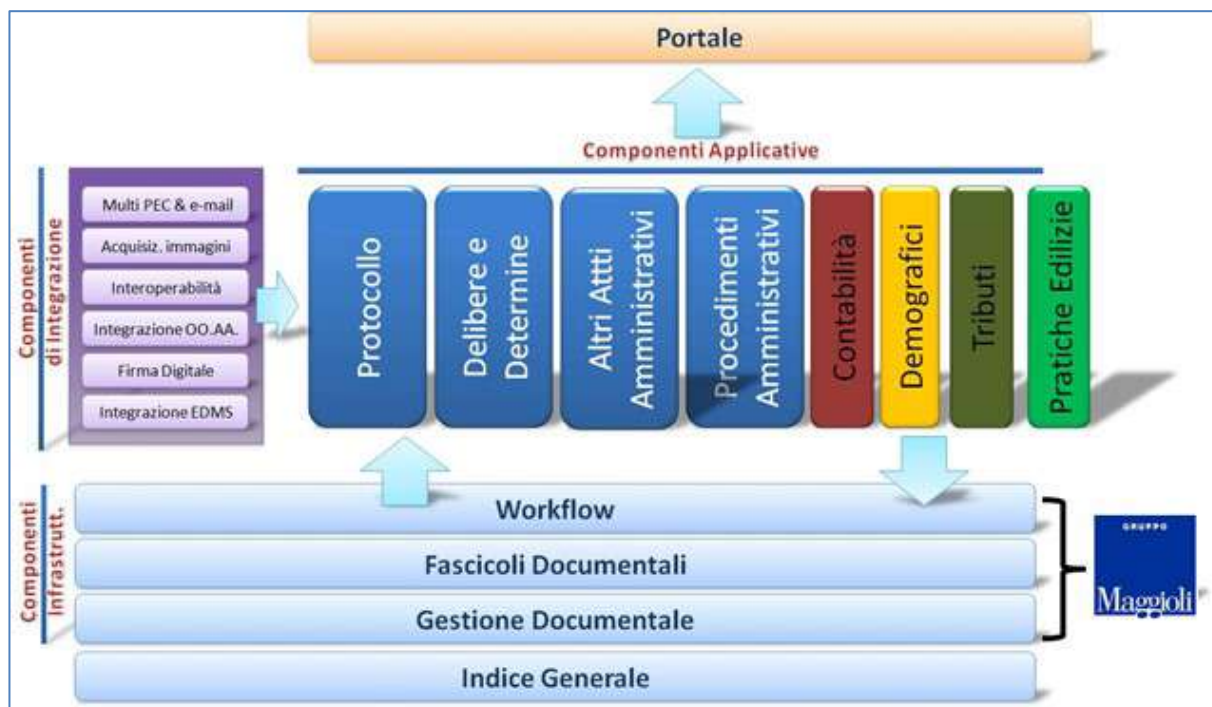 Portale
Componenti Applicative
Componenti
di Integrazione
Multi PEC & e-mail
Acquisiz. immagini
Interoperabilità
Integrazione OO.AA.
Firma Digitale
Integrazione EDMS
Protocollo
Delibere e
Determine
Altri Attti
Amministrativi
Procedimenti
Amministrativi
Contabilità
Demografici
Tributi
Pratiche Edilizie
Componenti
Infrastrutt.
Workflow
Fascicoli Documentali
Gestione Documentale
Indice Generale
GRUPPO
Maggioli